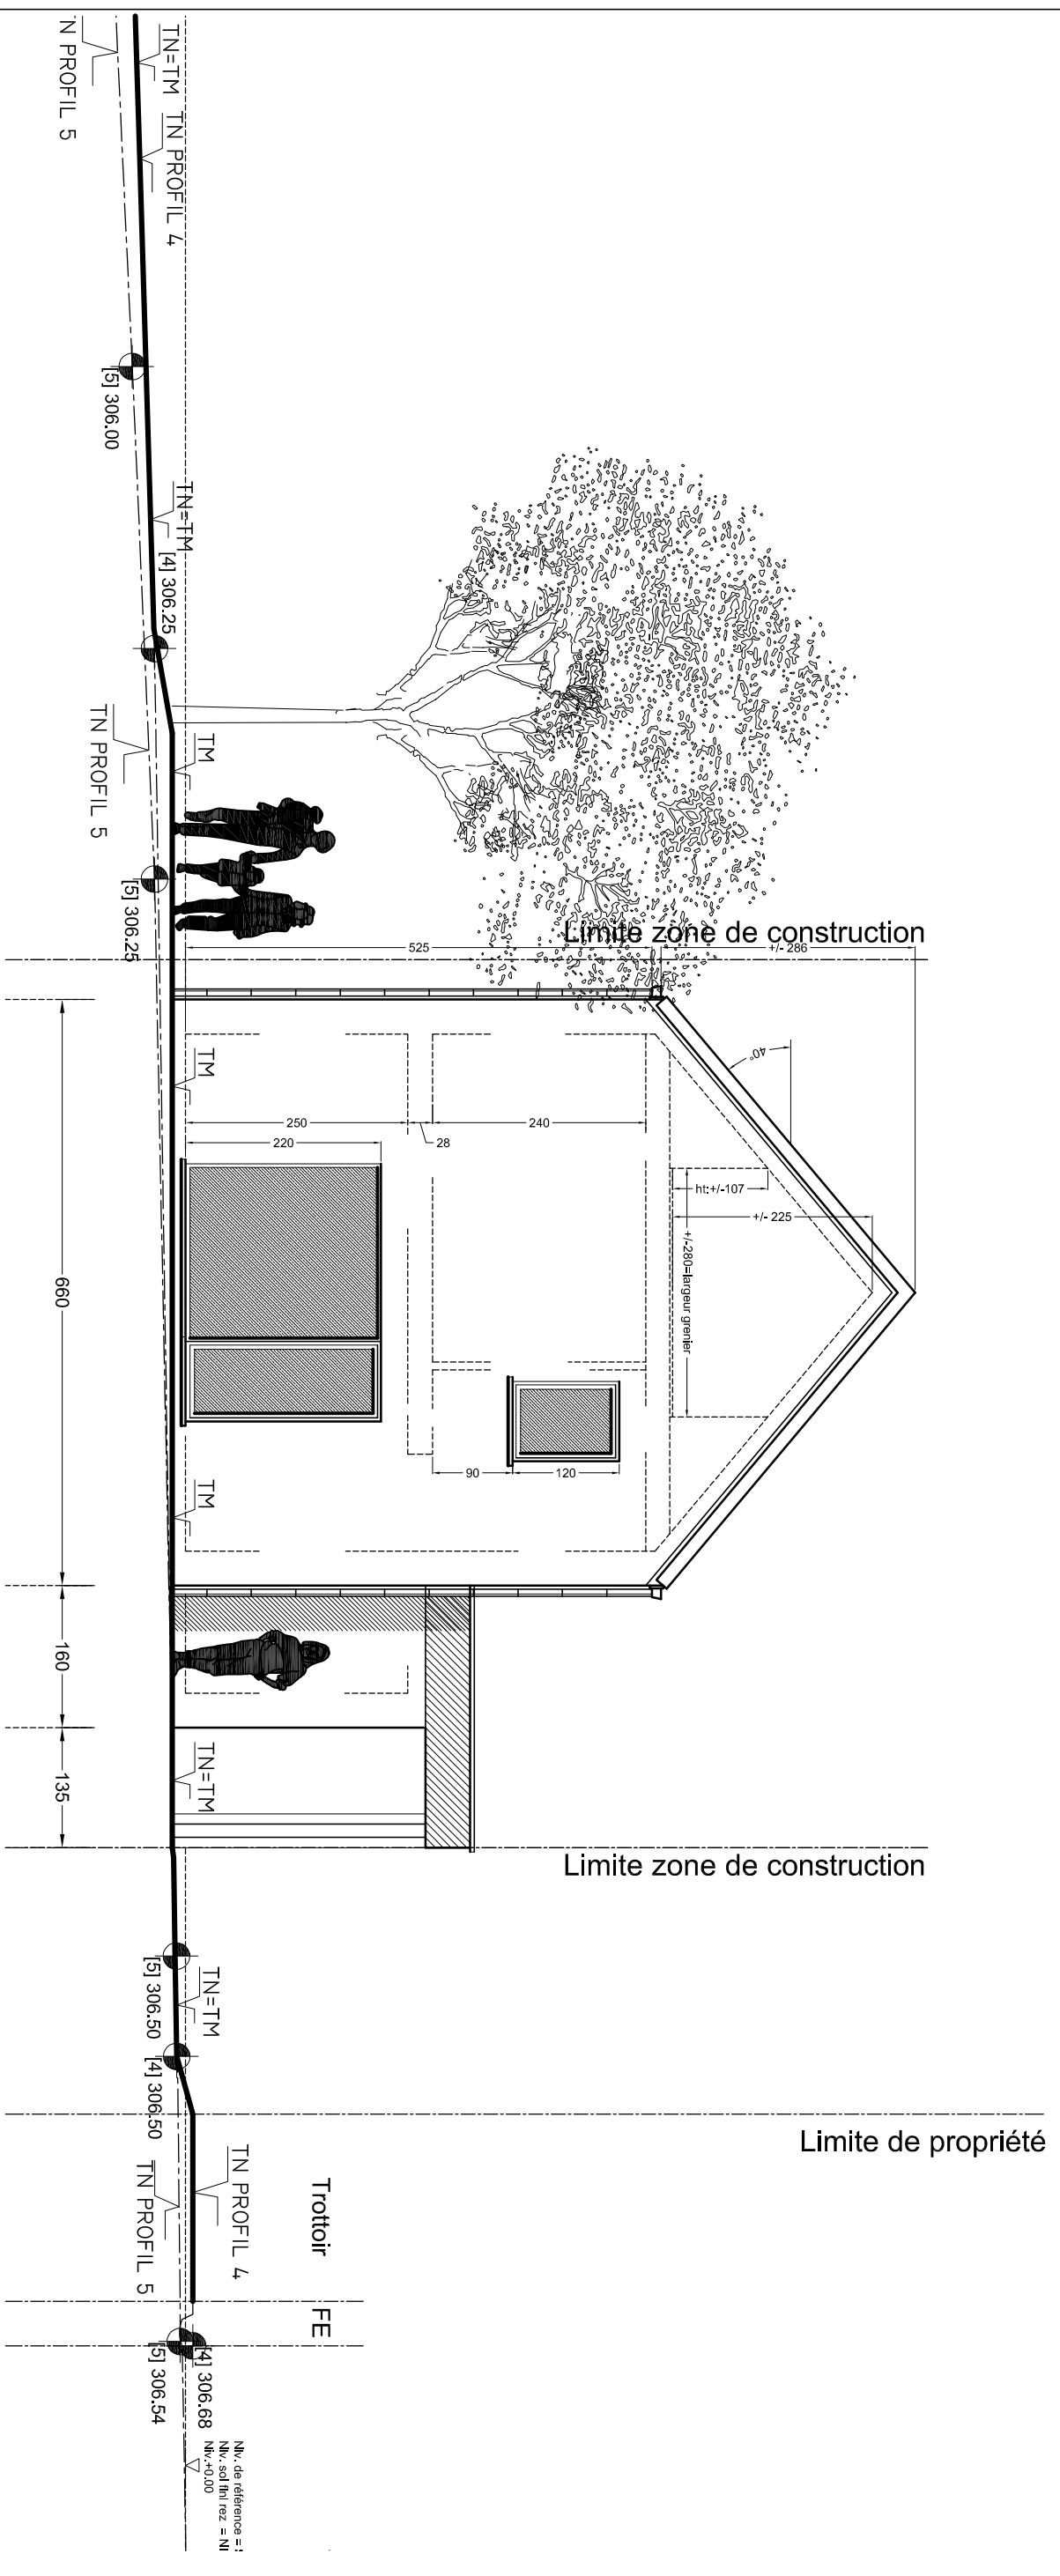 TN=TM
TN PROFIL 4
N PROFIL 5
[5] 306.00
TN=TM
[4] 306.25
TM
TN PROFIL 5
[5] 306.25
Limite zone de construction
525
+/- 286
40°
TM
250
28
240
220
ht:+/-107
+/- 225
+/-280=largeur grenier
660
90
120
TM
160
135
TN=TM
Limite zone de construction
[5] 306.50
TN=TM
[4] 306.50
Limite de propriété
TN PROFIL 4
TN PROFIL 5
Trottoir
FE
[4] 306.68
[5] 306.54
Niv. de référence =
Niv. sol fini rez = NI
Niv.+0.00